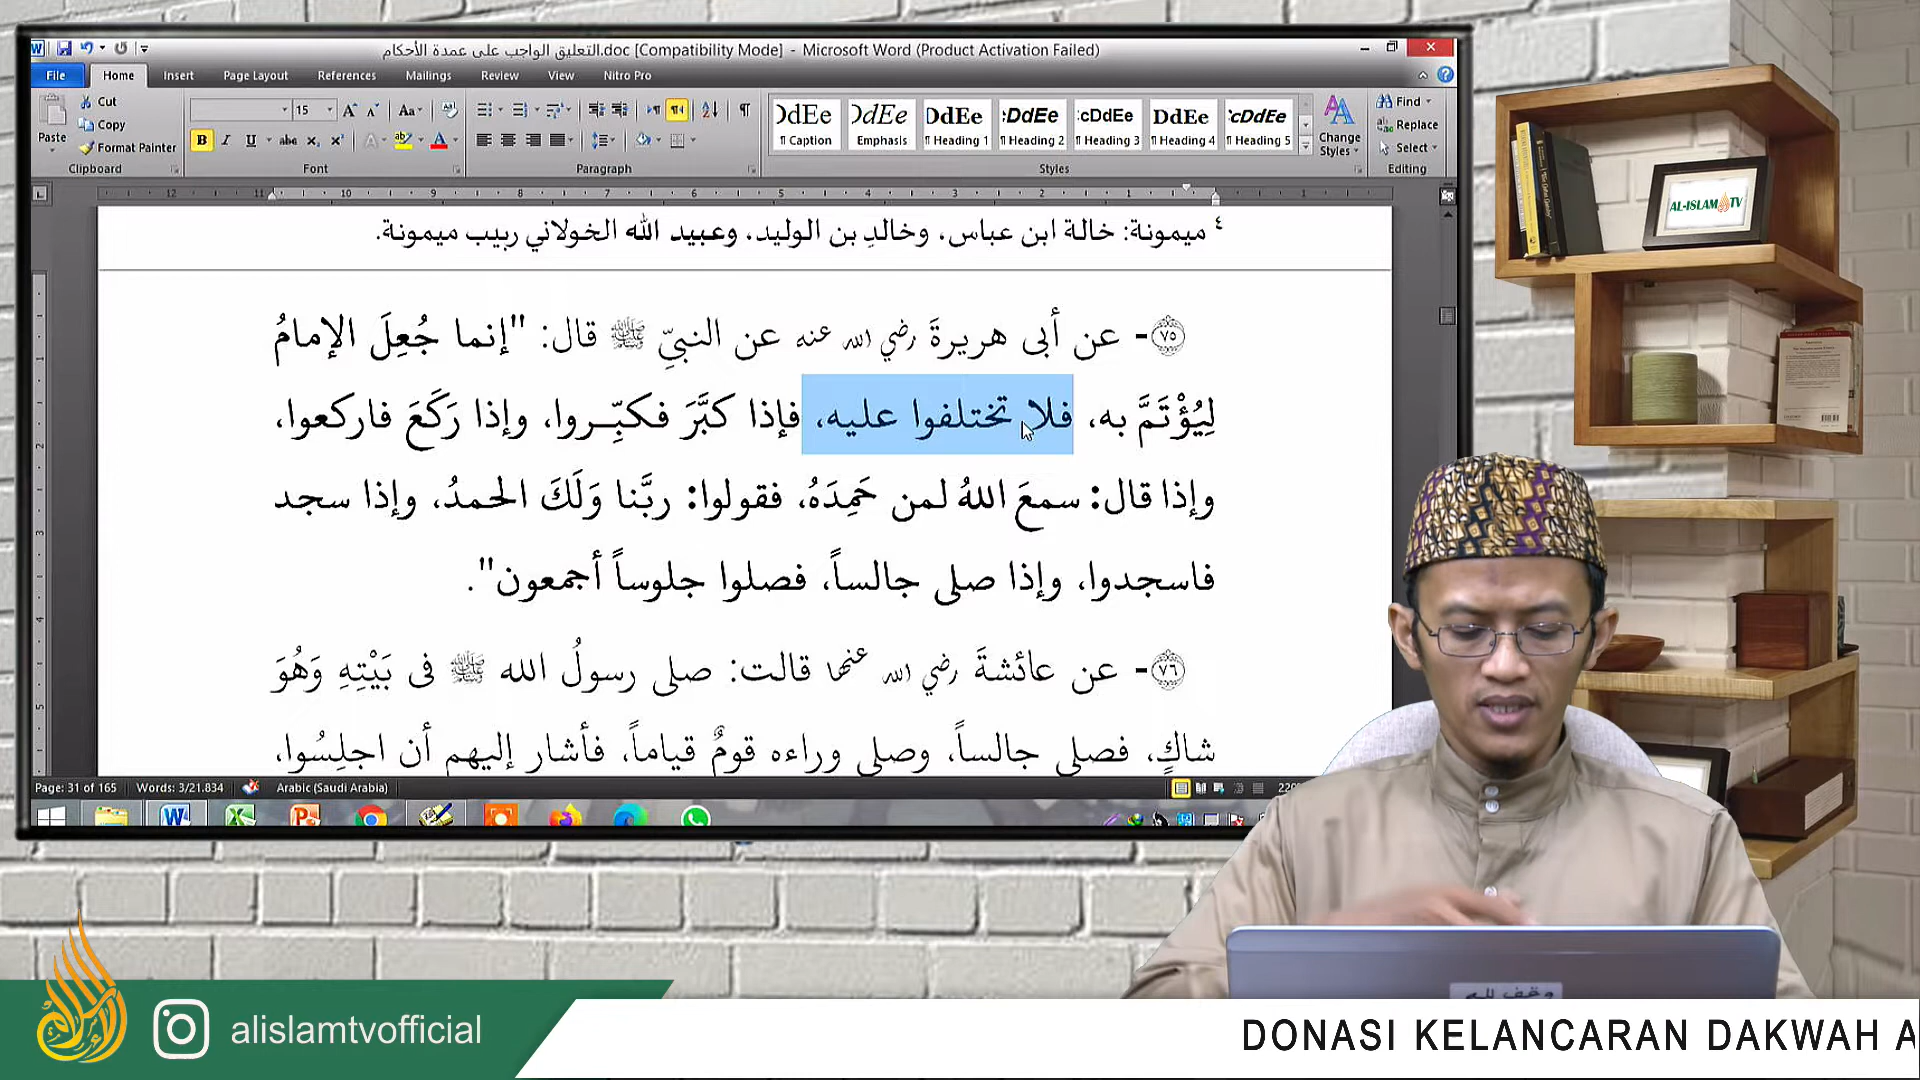 التعليق الواجب على عمدة الأحكام.doc [Compatibility Mode] - Microsoft Word (Product Activation Failed)
File Home Insert Page Layout References Mailings Review View Nitro Pro
Cut
Copy
Paste
Format Painter
15
Caption Emphasis Heading 1 Heading 2 Heading 3 Heading 4 Heading 5
Change Styles
Find
Replace
Select
Clipboard Font Paragraph Styles Editing
٤ ميمونة: خالة ابن عباس، وخالدِ بن الوليد، وعبيد الله الخولاني ربيب ميمونة.
٧٥- عن أبى هريرةَ رضي الله عنه عن النبيِّ ﷺ قال: "إنما جُعِلَ الإمامُ
لِيُؤْتَمَّ به، فلا تختلفوا عليه، فإذا كبَّرَ فكبِّـروا، وإذا رَكَعَ فاركعوا،
وإذا قال: سمعَ اللهُ لمن حَمِدَهُ، فقولوا: ربَّنا وَلَكَ الحمدُ، وإذا سجد
فاسجدوا، وإذا صلى جالساً، فصلوا جلوساً أجمعون".
٧٦- عن عائشةَ رضي الله عنها قالت: صلى رسولُ الله ﷺ فى بَيْتِهِ وَهُوَ
شاكٍ، فصلى جالساً، وصلى وراءه قومٌ قياماً، فأشار إليهم أن اجلِسُوا،
Page: 31 of 165 Words: 3/21.834 Arabic (Saudi Arabia)
AL-ISLAM TV
وقف لله
alislamtvofficial
DONASI KELANCARAN DAKWAH A